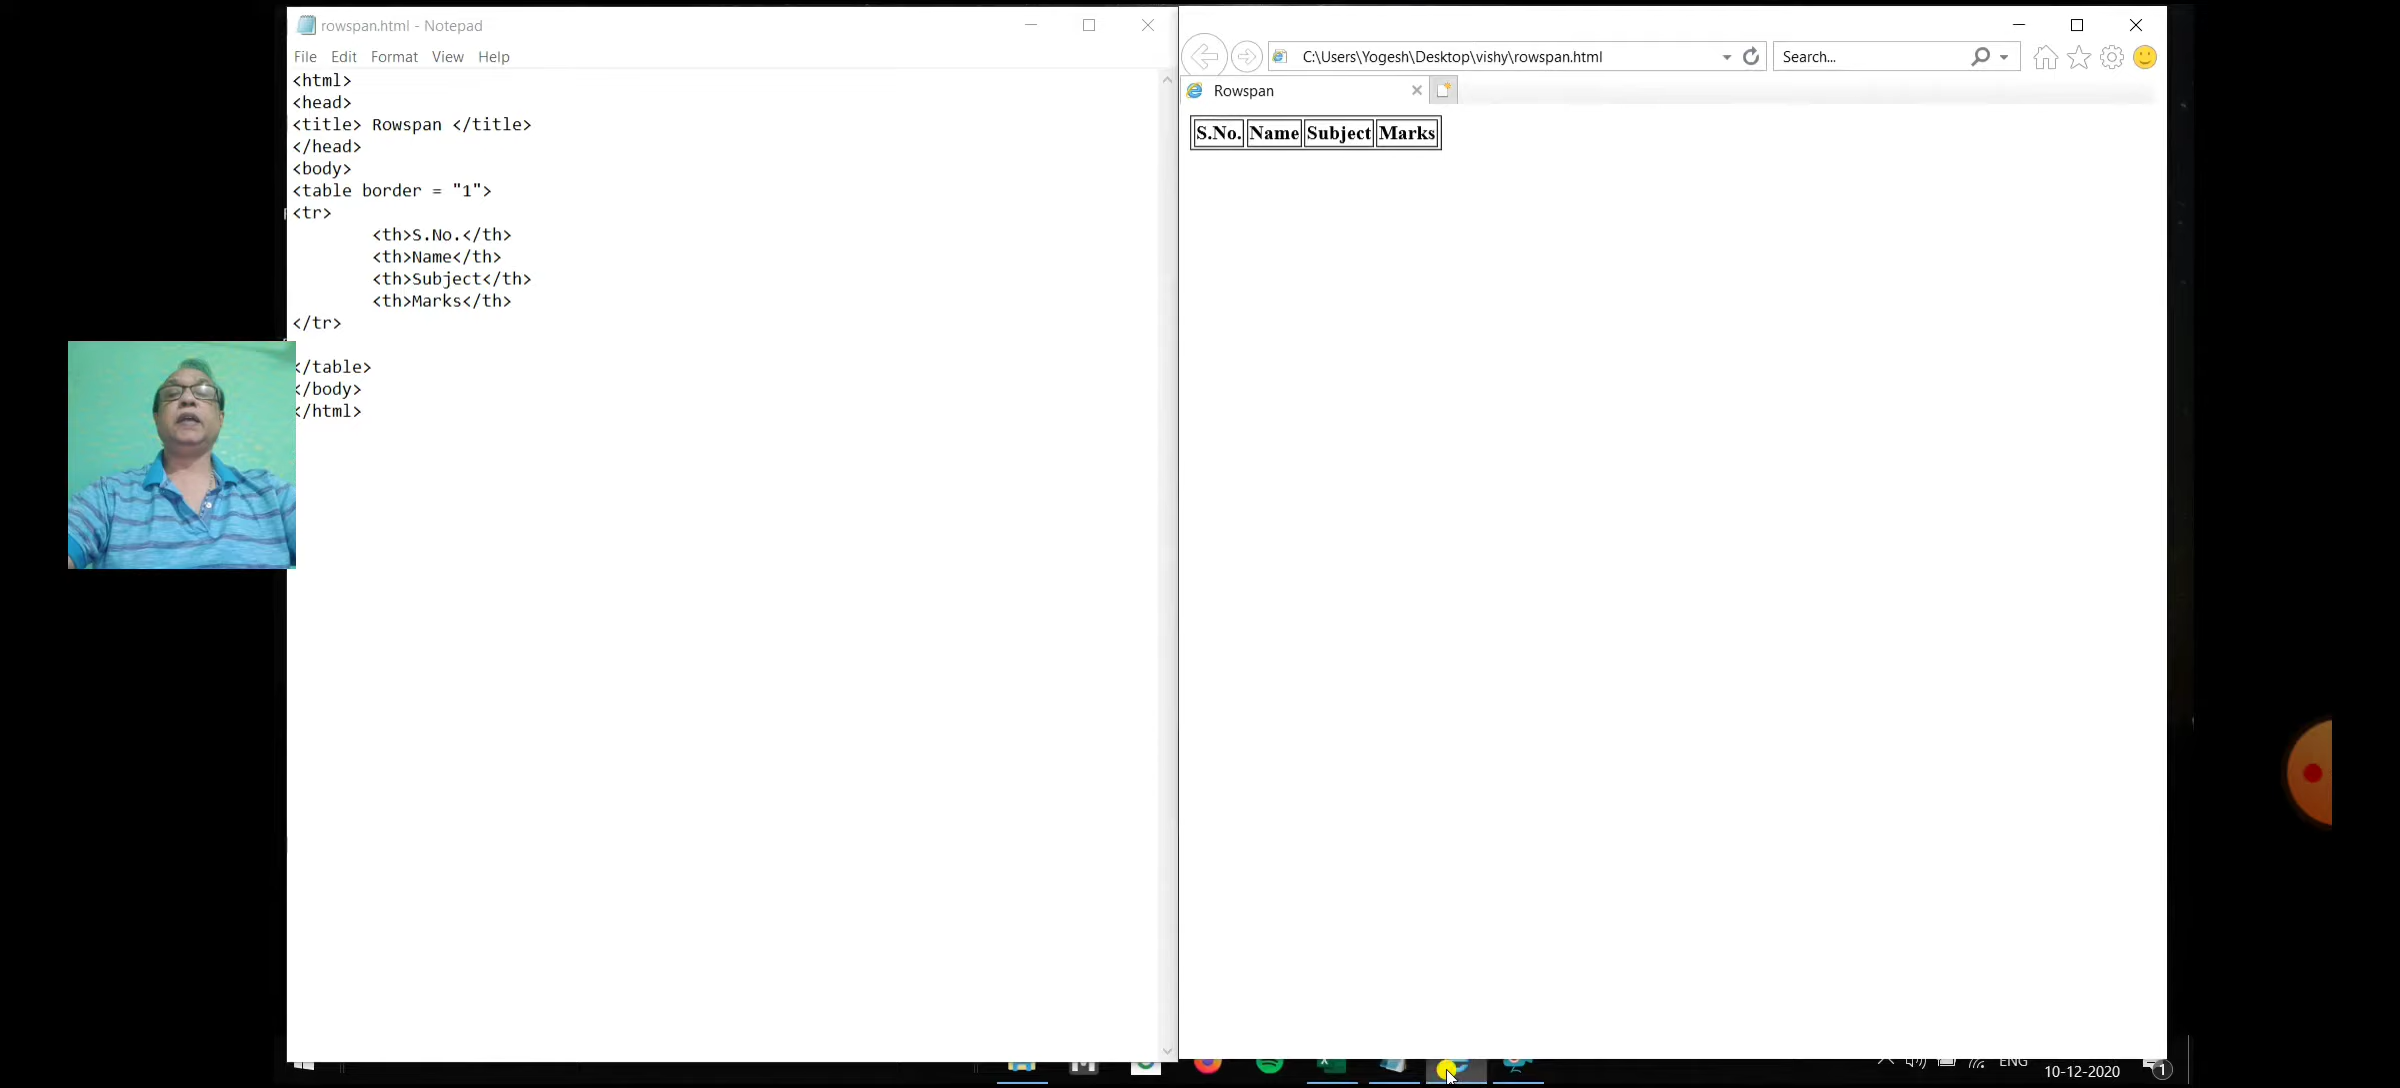 rowspan.html - Notepad
File Edit Format View Help
<html>
<head>
<title> Rowspan </title>
</head>
<body>
<table border = "1">
<tr>
<th>S.No.</th>
<th>Name</th>
<th>Subject</th>
<th>Marks</th>
</tr>
</table>
</body>
</html>
C:\Users\Yogesh\Desktop\vishy\rowspan.html
Search...
Rowspan
S.No. Name Subject Marks
ENG
10-12-2020
1